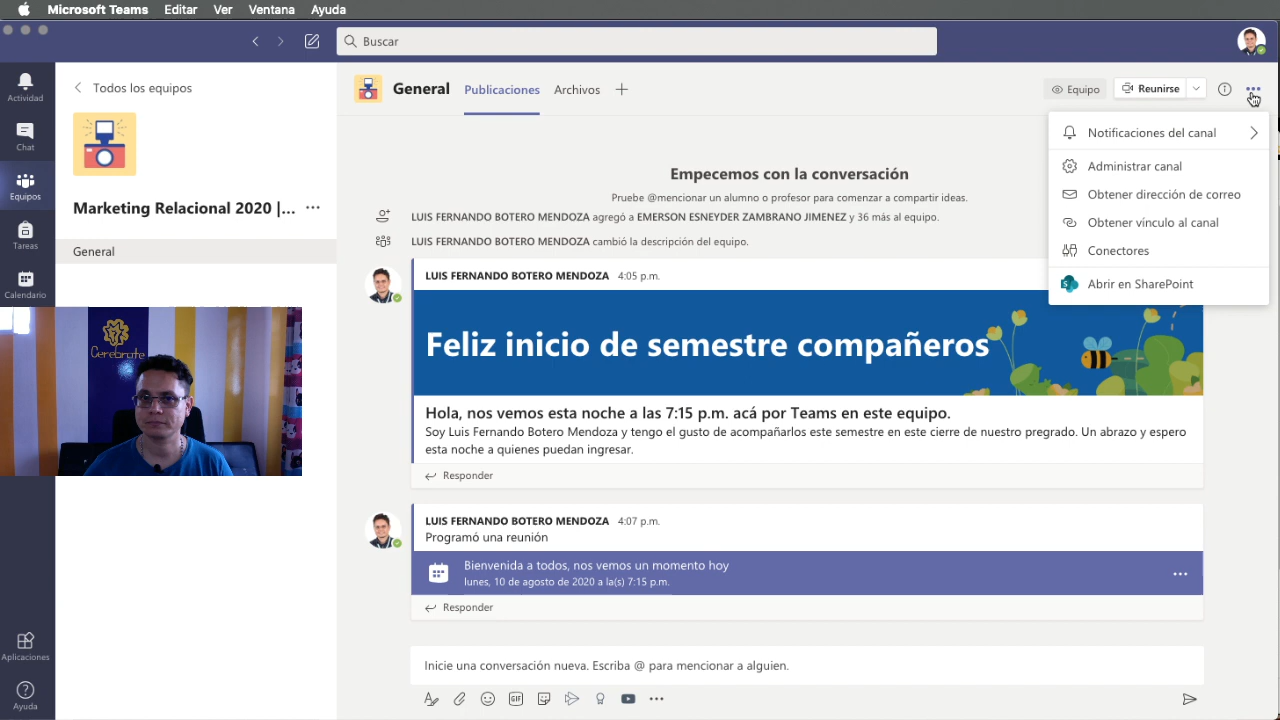 Microsoft Teams Editar Ver Ventana Ayuda
Buscar
Actividad
Chat
Equipos
Tareas
Calendario
Aplicaciones
Ayuda
Todos los equipos
Marketing Relacional 2020 |...
General
Cerebrate
General Publicaciones Archivos
Equipo Reunirse
Notificaciones del canal
Administrar canal
Obtener dirección de correo
Obtener vínculo al canal
Conectores
Abrir en SharePoint
Empecemos con la conversación
Pruebe @mencionar un alumno o profesor para comenzar a compartir ideas.
LUIS FERNANDO BOTERO MENDOZA agregó a EMERSON ESNEYDER ZAMBRANO JIMENEZ y 36 más al equipo.
LUIS FERNANDO BOTERO MENDOZA cambió la descripción del equipo.
LUIS FERNANDO BOTERO MENDOZA 4:05 p.m.
Feliz inicio de semestre compañeros
Hola, nos vemos esta noche a las 7:15 p.m. acá por Teams en este equipo.
Soy Luis Fernando Botero Mendoza y tengo el gusto de acompañarlos este semestre en este cierre de nuestro pregrado. Un abrazo y espero
esta noche a quienes puedan ingresar.
Responder
LUIS FERNANDO BOTERO MENDOZA 4:07 p.m.
Programó una reunión
Bienvenida a todos, nos vemos un momento hoy
lunes, 10 de agosto de 2020 a la(s) 7:15 p.m.
Responder
Inicie una conversación nueva. Escriba @ para mencionar a alguien.
GIF